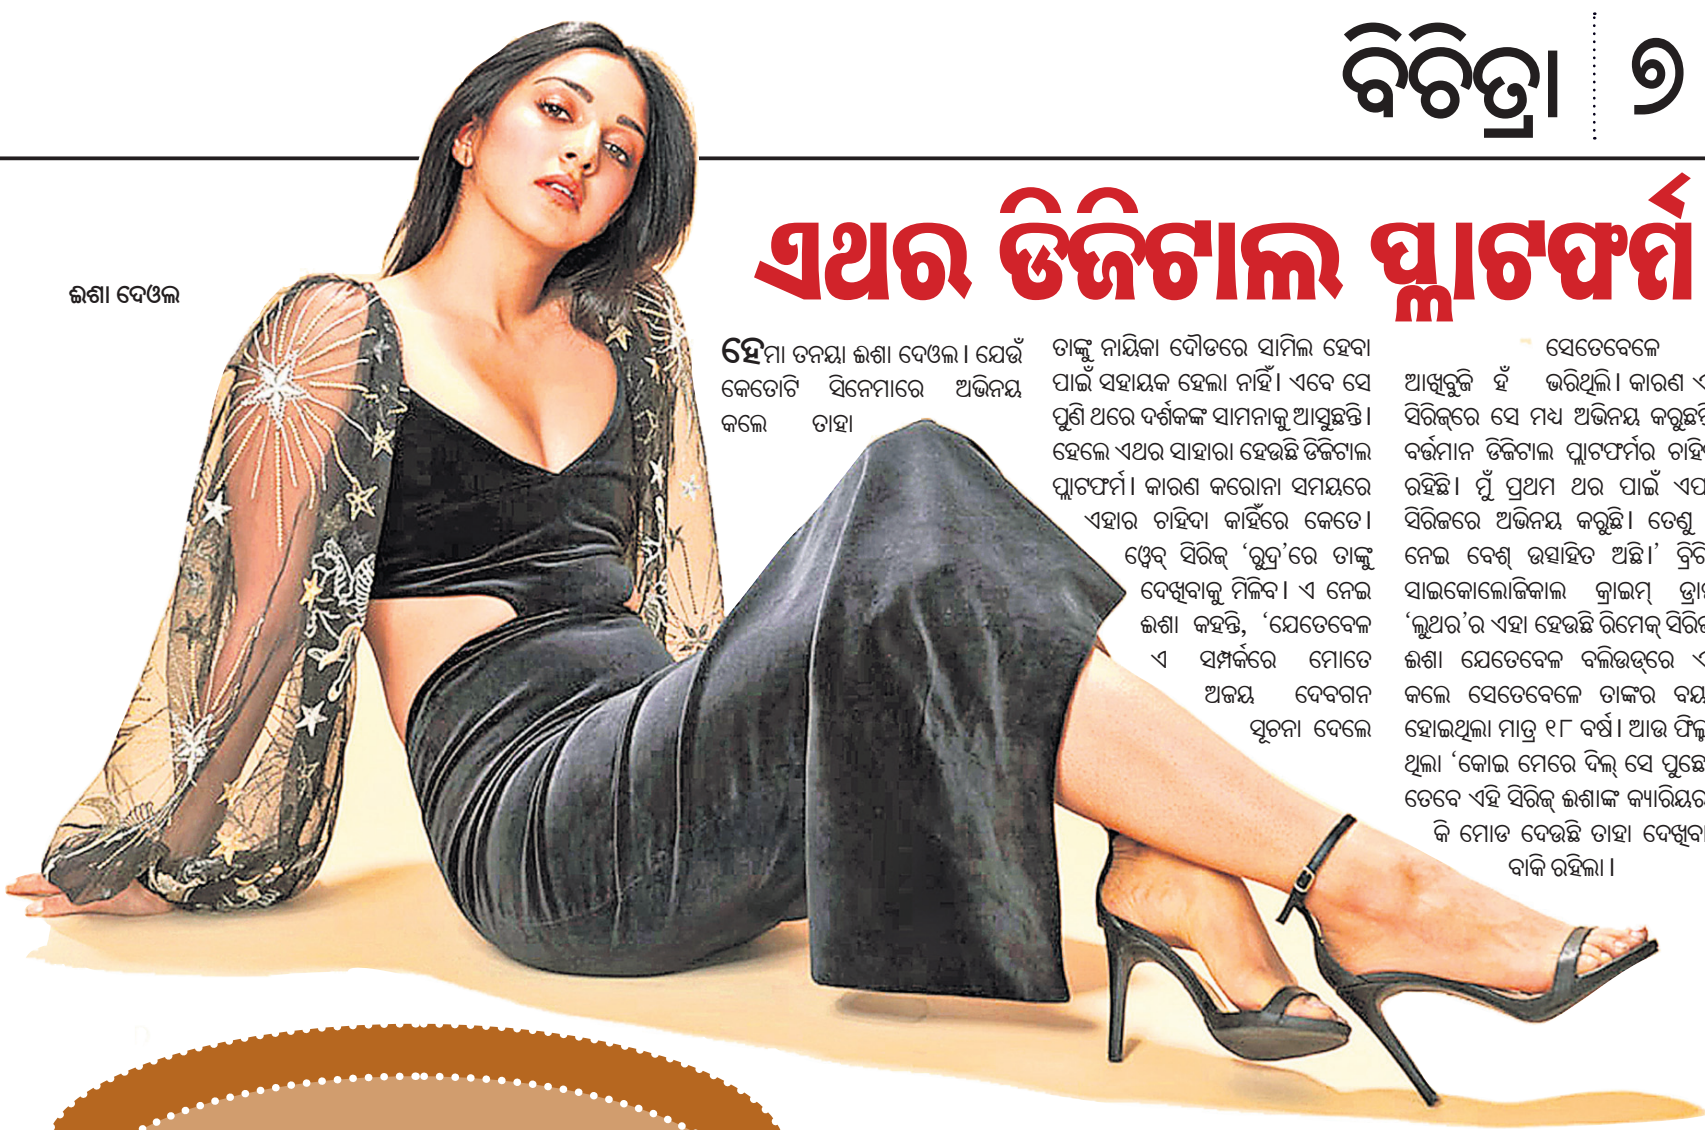 ବିଚିତ୍ରା
୭
ଏଥର ଡିଜିଟାଲ ପ୍ଲାଟଫର୍ମ
ଈଶା ଦେଓଲ
ହେମା ତନୟା ଈଶା ଦେଓଲ। ଯେଉଁ
କେତୋଟି ସିନେମାରେ ଅଭିନୟ
କଲେ ତାହା
ତାଙ୍କୁ ନାୟିକା ଦୌଡରେ ସାମିଲ ହେବା
ପାଇଁ ସହାୟକ ହେଲା ନାହିଁ। ଏବେ ସେ
ପୁଣି ଥରେ ଦର୍ଶକଙ୍କ ସାମନାକୁ ଆସୁଛନ୍ତି।
ହେଲେ ଏଥର ସାହାରା ହେଉଛି ଡିଜିଟାଲ
ପ୍ଲାଟଫର୍ମ। କାରଣ କରୋନା ସମୟରେ
ଏହାର ଚାହିଦା କାହିଁରେ କେତେ।
ଓ୍ବେବ୍ ସିରିଜ୍ ‘ରୁଦ୍ର’ରେ ତାଙ୍କୁ
ଦେଖିବାକୁ ମିଳିବ। ଏ ନେଇ
ଈଶା କହନ୍ତି, ‘ଯେତେବେଳ
ଏ ସମ୍ପର୍କରେ ମୋତେ
ଅଜୟ ଦେବଗନ
ସୂଚନା ଦେଲେ
ସେତେବେଳେ
ଆଖିବୁଜି ହଁ ଭରିଥିଲି। କାରଣ
ସିରିଜ୍‌ରେ ସେ ମଧ୍ୟ ଅଭିନୟ
ବର୍ତ୍ତମାନ ଡିଜିଟାଲ ପ୍ଲାଟଫର୍ମର
ରହିଛି। ମୁଁ ପ୍ରଥମ ଥର ପାଇଁ
ସିରିଜରେ ଅଭିନୟ କରୁଛି। ତେଣୁ
ନେଇ ବେଶ୍ ଉତ୍ସାହିତ ଅଛି।’
ସାଇକୋଲୋଜିକାଲ କ୍ରାଇମ୍
‘ଲୁଥର’ର ଏହା ହେଉଛି ରିମେକ୍
ଈଶା ଯେତେବେଳ ବଲିଉଡ୍‌ରେ
କଲେ ସେତେବେଳେ ତାଙ୍କର
ହୋଇଥିଲା ମାତ୍ର ୧୮ ବର୍ଷ। ଆଉ
ଥିଲା ‘କୋଇ ମେରେ ଦିଲ୍ ସେ
ତେବେ ଏହି ସିରିଜ୍ ଈଶାଙ୍କ
କି ମୋଡ ଦେଉଛି ତାହା
ବାକି ରହିଲା।